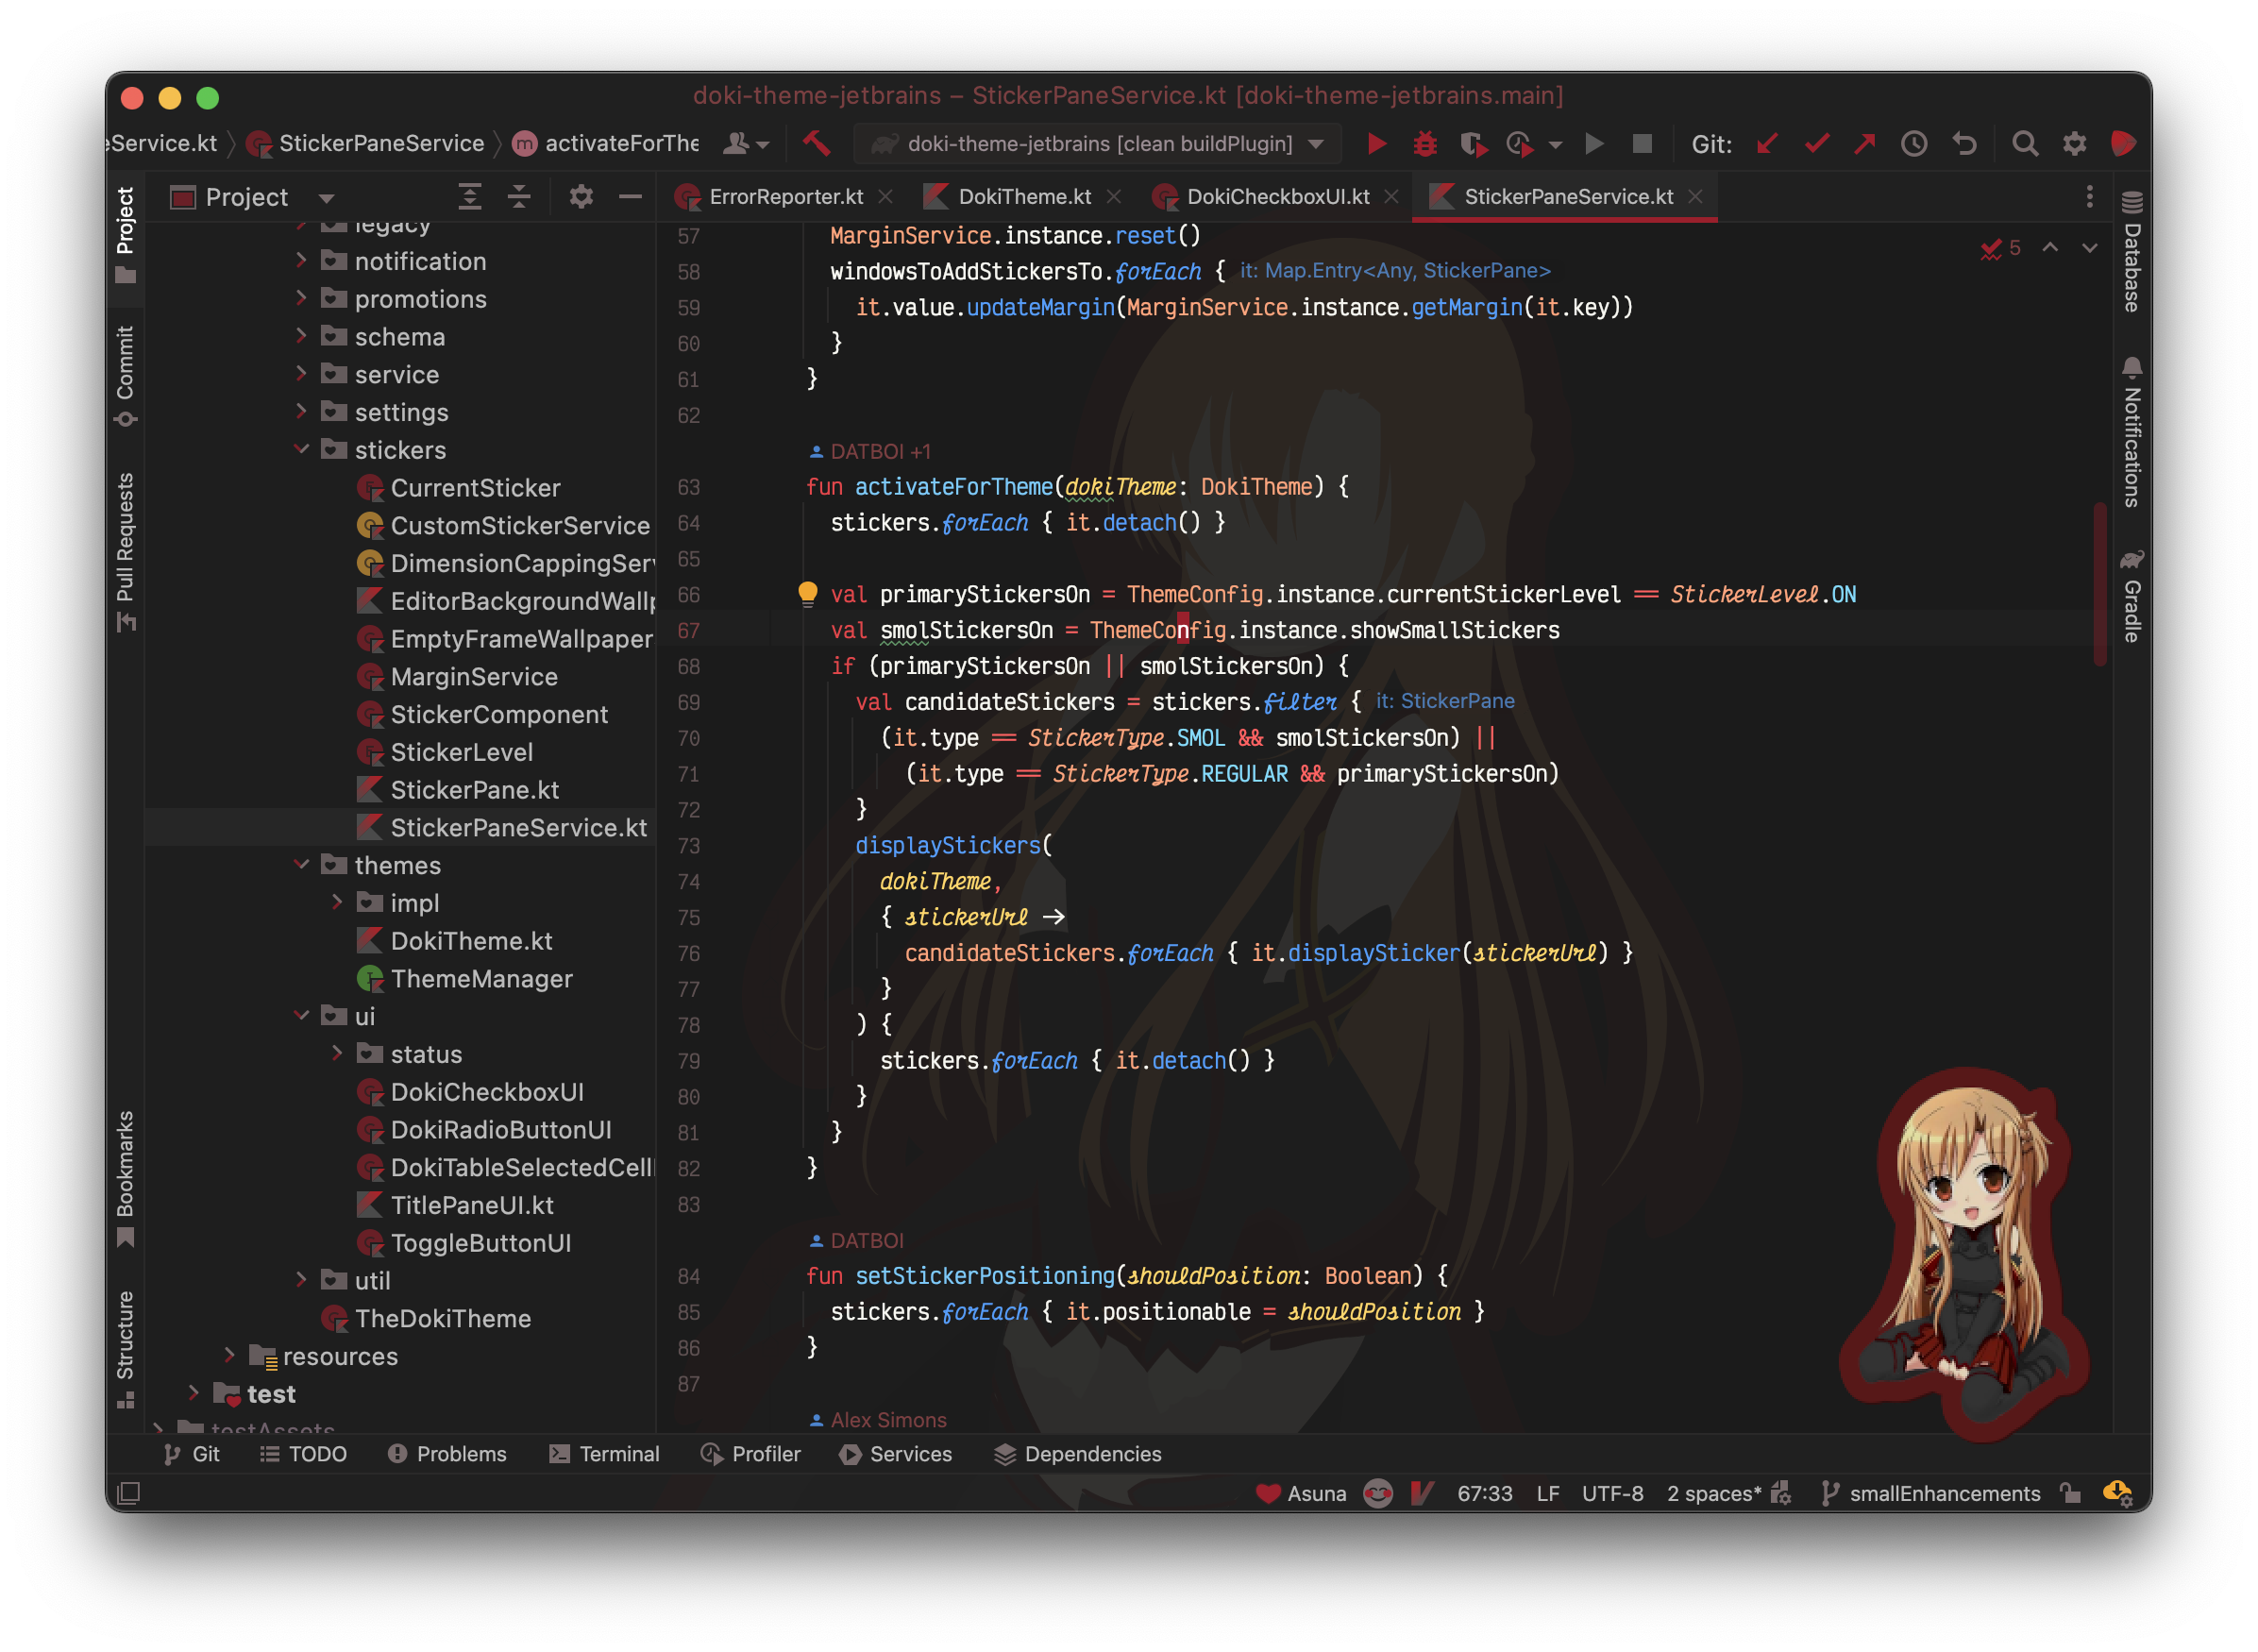 doki-theme-jetbrains – StickerPaneService.kt [doki-theme-jetbrains.main]
eService.kt StickerPaneService m activateForThe doki-theme-jetbrains [clean buildPlugin] Git:
Project
ErrorReporter.kt DokiTheme.kt DokiCheckboxUI.kt StickerPaneService.kt
Project
Commit
Pull Requests
Bookmarks
Structure
legacy
notification
promotions
schema
service
settings
stickers
CurrentSticker
CustomStickerService
DimensionCappingServ
EditorBackgroundWallp
EmptyFrameWallpaper
MarginService
StickerComponent
StickerLevel
StickerPane.kt
StickerPaneService.kt
themes
impl
DokiTheme.kt
ThemeManager
ui
status
DokiCheckboxUI
DokiRadioButtonUI
DokiTableSelectedCell
TitlePaneUI.kt
ToggleButtonUI
util
TheDokiTheme
resources
test
testAssets
57 MarginService.instance.reset()
58 windowsToAddStickersTo.forEach { it: Map.Entry<Any, StickerPane>
59 it.value.updateMargin(MarginService.instance.getMargin(it.key))
60 }
61 }
62
DATBOI +1
63 fun activateForTheme(dokiTheme: DokiTheme) {
64 stickers.forEach { it.detach() }
65
66 val primaryStickersOn = ThemeConfig.instance.currentStickerLevel == StickerLevel.ON
67 val smolStickersOn = ThemeConfig.instance.showSmallStickers
68 if (primaryStickersOn || smolStickersOn) {
69 val candidateStickers = stickers.filter { it: StickerPane
70 (it.type == StickerType.SMOL && smolStickersOn) ||
71 (it.type == StickerType.REGULAR && primaryStickersOn)
72 }
73 displayStickers(
74 dokiTheme,
75 { stickerUrl →
76 candidateStickers.forEach { it.displaySticker(stickerUrl) }
77 }
78 ) {
79 stickers.forEach { it.detach() }
80 }
81 }
82 }
83
DATBOI
84 fun setStickerPositioning(shouldPosition: Boolean) {
85 stickers.forEach { it.positionable = shouldPosition }
86 }
87
Alex Simons
5
Database
Notifications
Gradle
Git TODO Problems Terminal Profiler Services Dependencies
Asuna 67:33 LF UTF-8 2 spaces* smallEnhancements